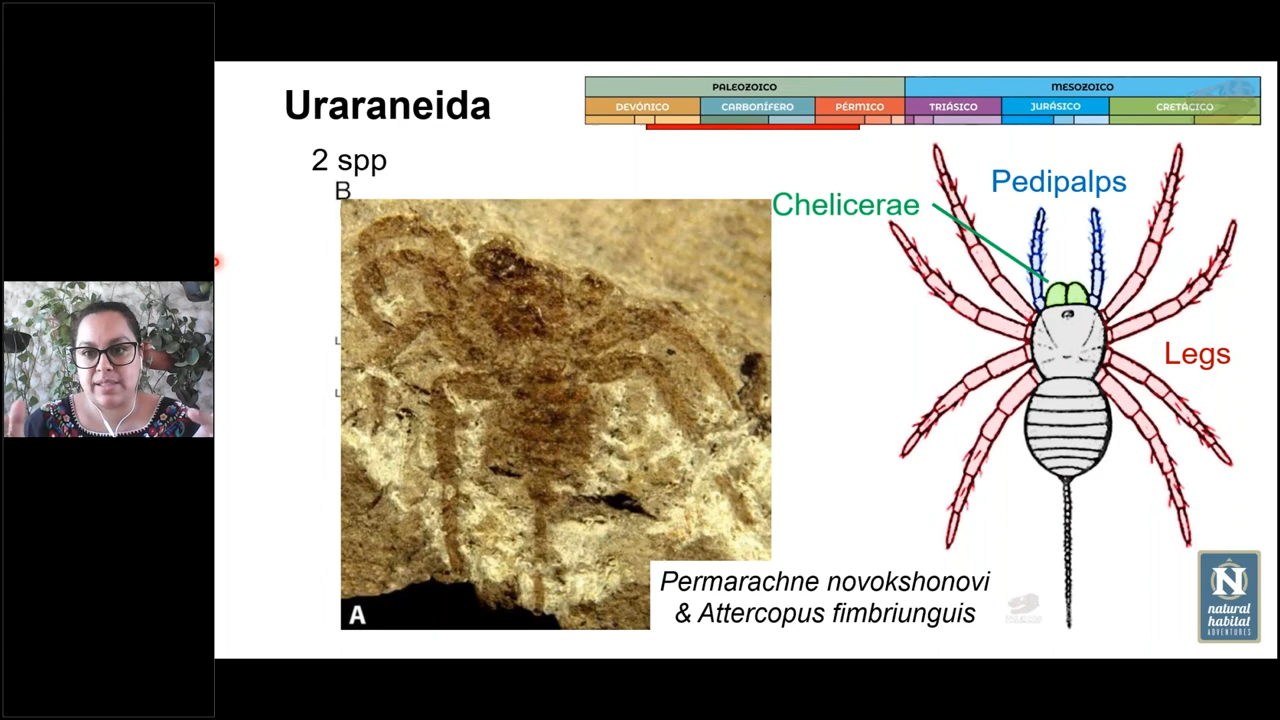 Uraraneida
PALEOZOICO
MESOZOICO
DEVÓNICO
CARBONÍFERO
PÉRMICO
TRIÁSICO
JURÁSICO
CRETÁCICO
2 spp
B
Pedipalps
Chelicerae
Legs
A
Permarachne novokshonovi
& Attercopus fimbriunguis
N
natural
habitat
ADVENTURES